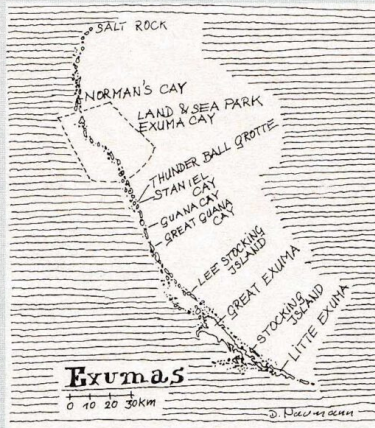 SALT ROCK
NORMAN'S CAY
LAND & SEA PARK
EXUMA CAY
THUNDER BALL GROTTE
STANIEL
CAY
GUANA CAY
GREAT GUANA
CAY
LEE STOCKING
ISLAND
GREAT EXUMA
STOCKING
ISLAND
LITTE EXUMA
Exumas
0 10 20 30km
D. Naumann